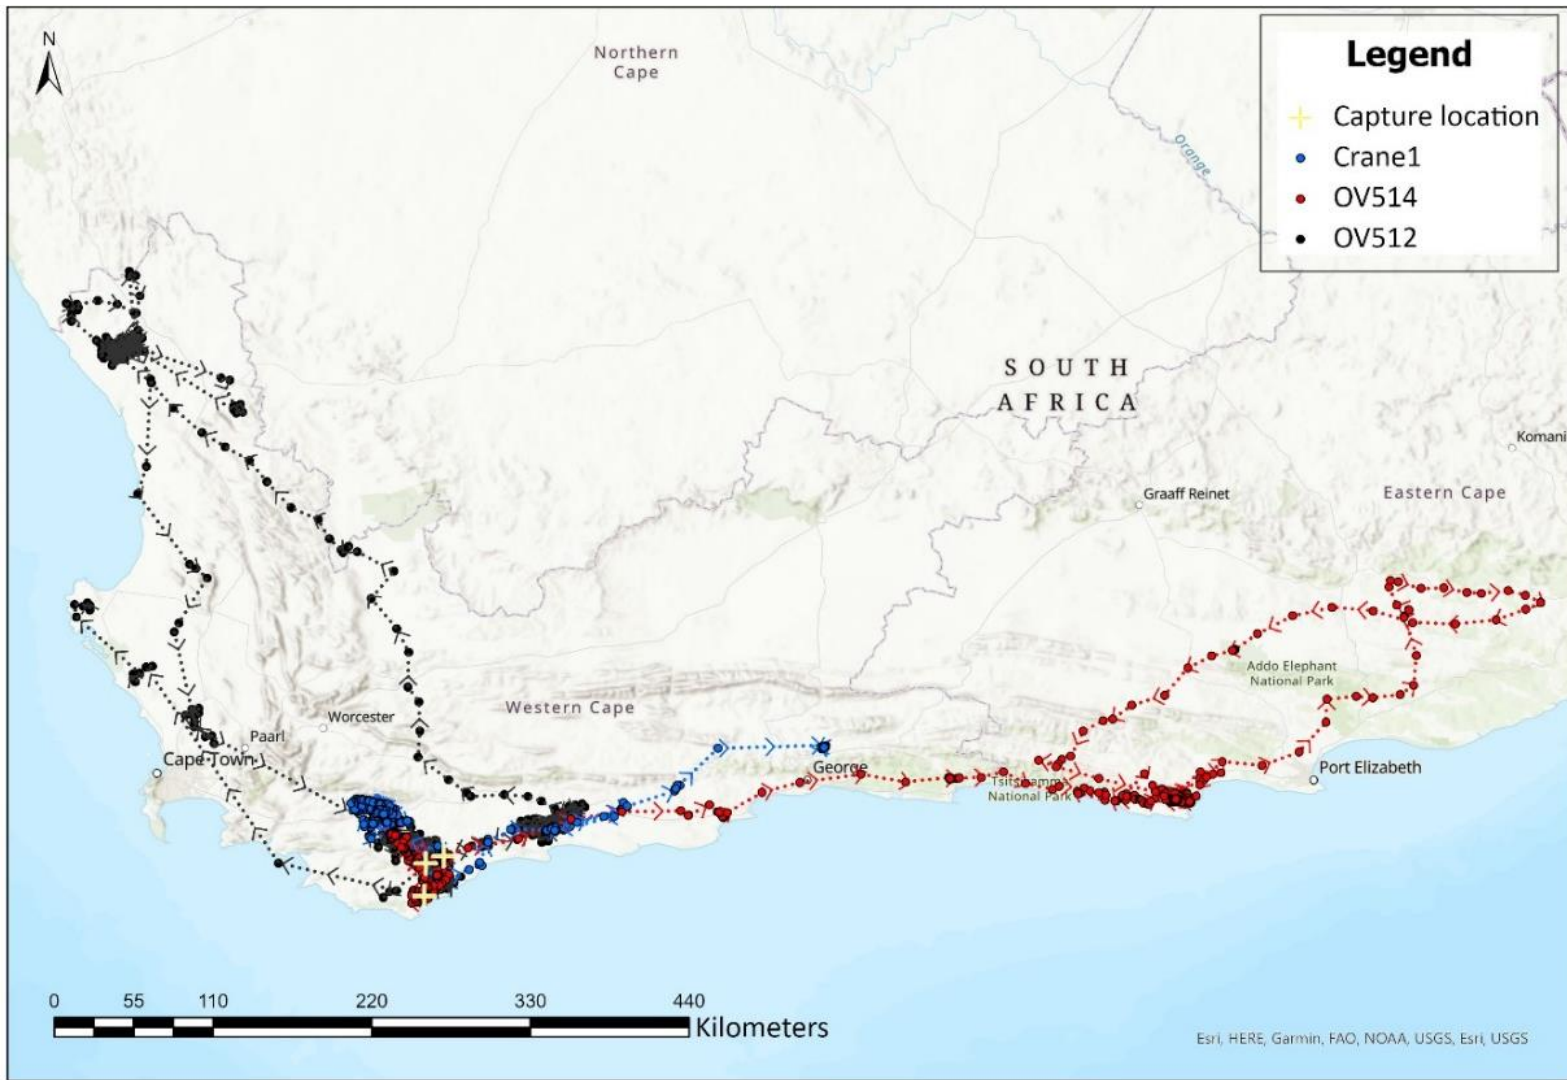 N
Northern
Cape
Legend
Capture location
Crane1
OV514
OV512
Orange
SOUTH
AFRICA
Komani
Graaff Reinet
Eastern Cape
Addo Elephant
National Park
Western Cape
Worcester
Paarl
Cape Town
George
National Park
Port Elizabeth
0 55 110 220 330 440
Kilometers
Esri, HERE, Garmin, FAO, NOAA, USGS, Esri, USGS